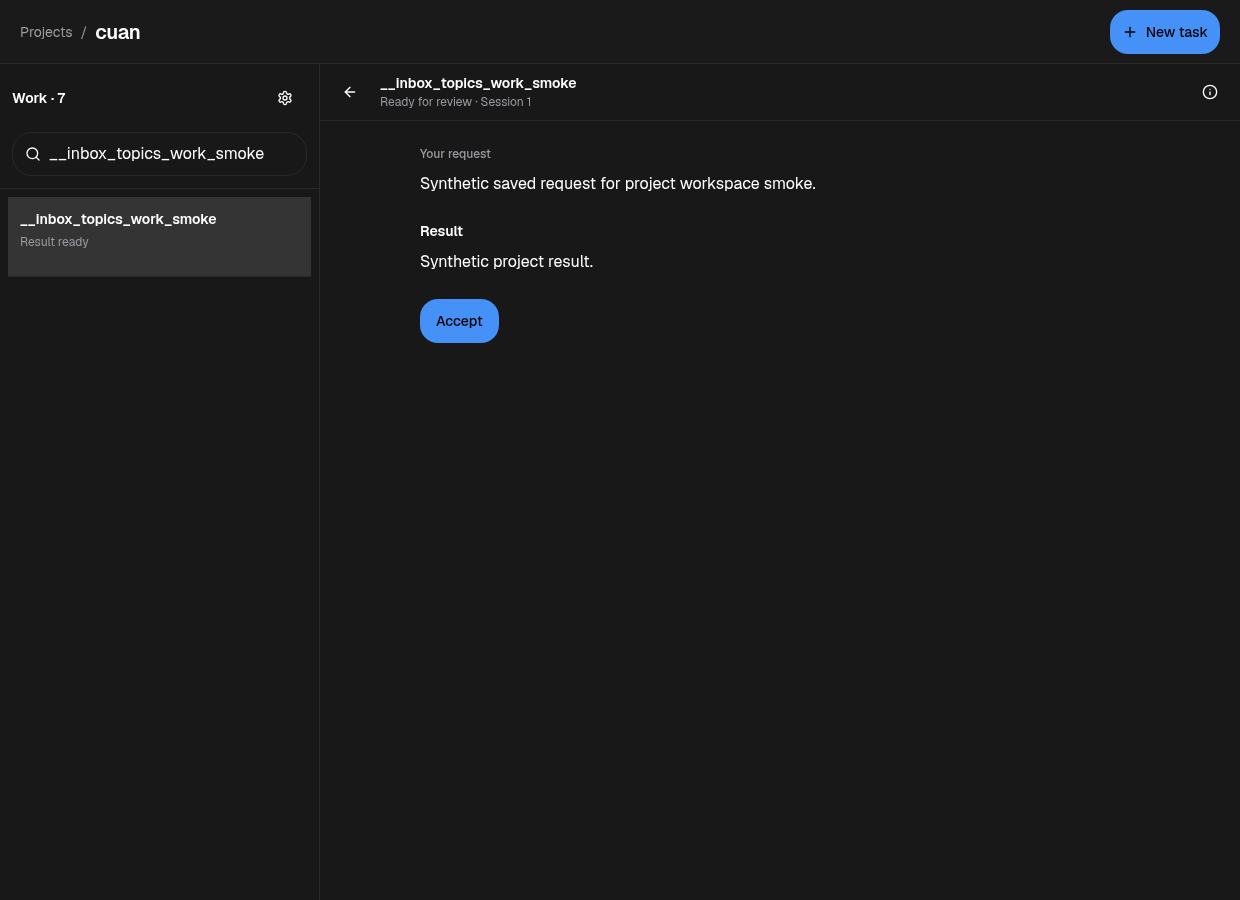 Projects / cuan
+ New task
Work · 7
__inbox_topics_work_smoke
__inbox_topics_work_smoke
Result ready
__inbox_topics_work_smoke
Ready for review · Session 1
Your request
Synthetic saved request for project workspace smoke.
Result
Synthetic project result.
Accept